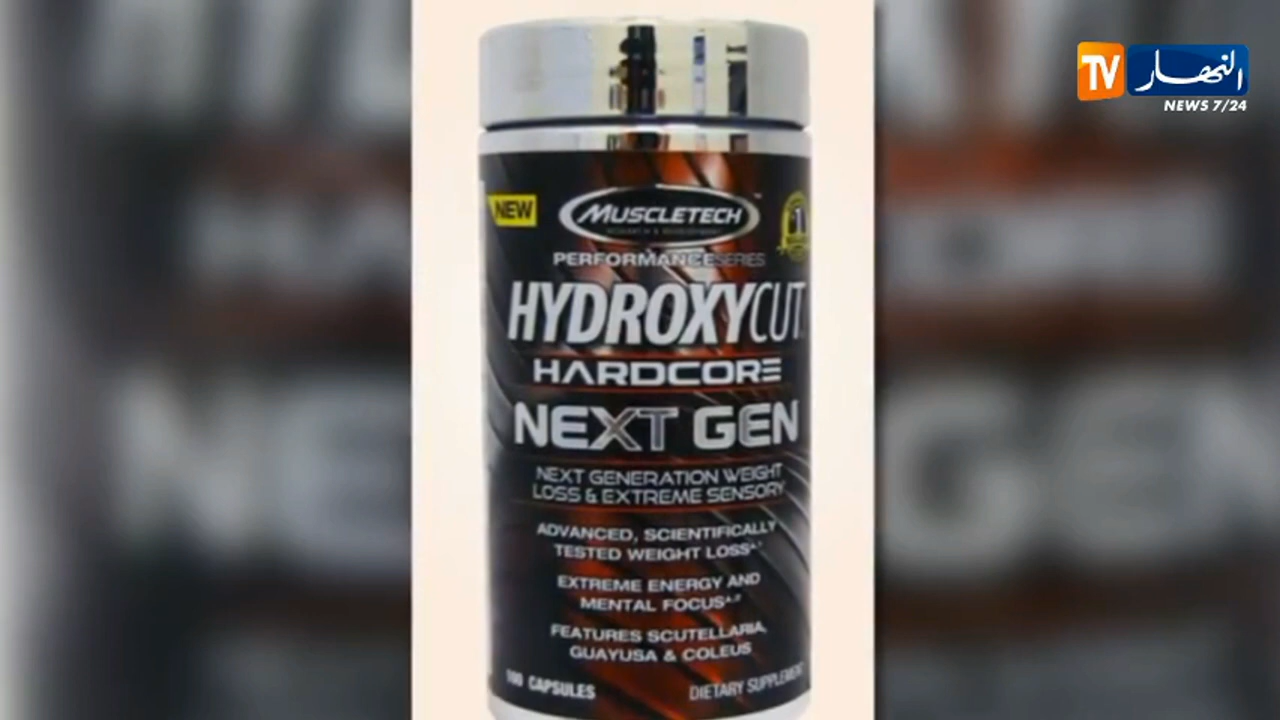 TV النهار
NEWS 7/24
NEW
MUSCLETECH
#1
PERFORMANCE SERIES
HYDROXYCUT
HARDCORE
NEXT GEN
NEXT GENERATION WEIGHT
LOSS & EXTREME SENSORY
ADVANCED, SCIENTIFICALLY
TESTED WEIGHT LOSS
EXTREME ENERGY AND
MENTAL FOCUS
FEATURES SCUTELLARIA,
GUAYUSA & COLEUS
CAPSULES
DIETARY SUPPLEMENT